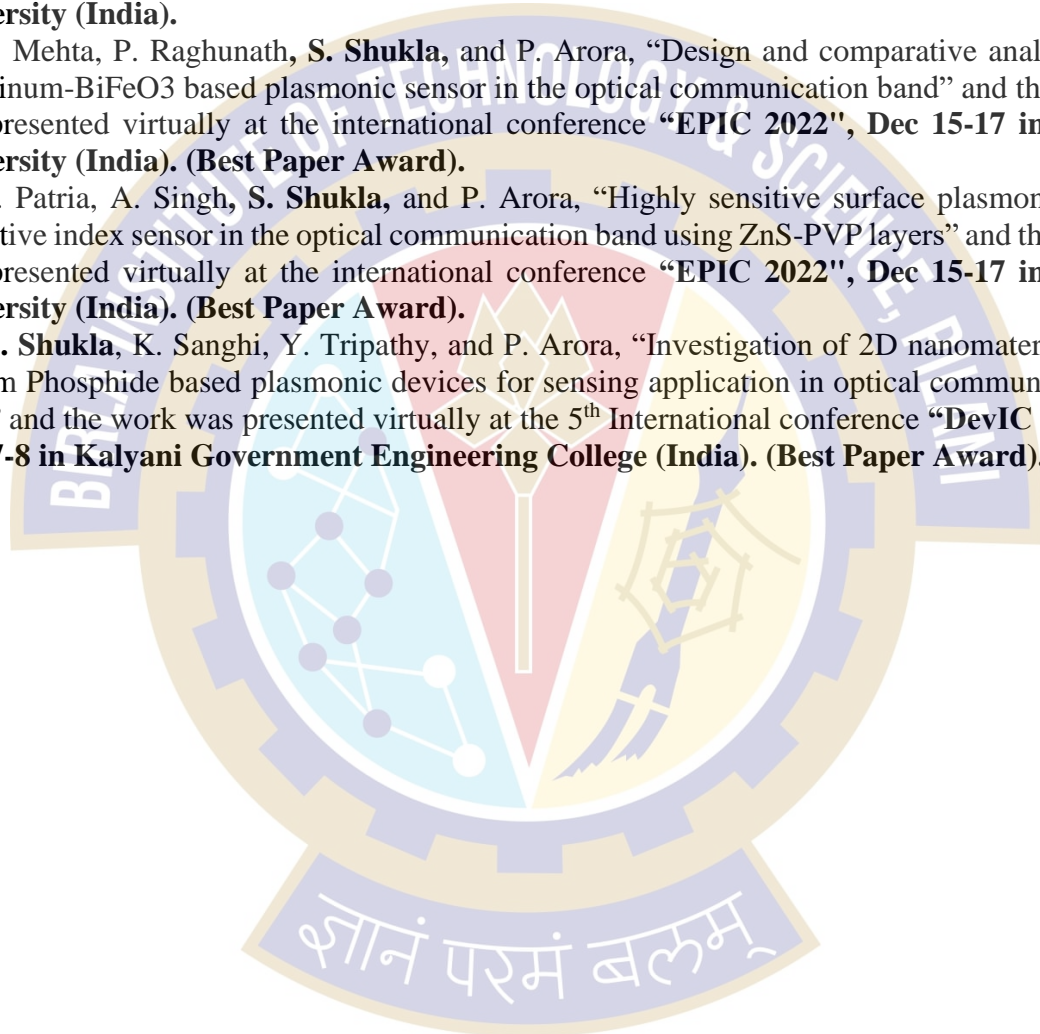 ersity (India).
Mehta, P. Raghunath, S. Shukla, and P. Arora, “Design and comparative anal
inum-BiFeO3 based plasmonic sensor in the optical communication band” and th
presented virtually at the international conference “EPIC 2022", Dec 15-17 in
ersity (India). (Best Paper Award).
. Patria, A. Singh, S. Shukla, and P. Arora, “Highly sensitive surface plasmon
tive index sensor in the optical communication band using ZnS-PVP layers” and th
presented virtually at the international conference “EPIC 2022", Dec 15-17 in
ersity (India). (Best Paper Award).
. Shukla, K. Sanghi, Y. Tripathy, and P. Arora, “Investigation of 2D nanomater
m Phosphide based plasmonic devices for sensing application in optical commun
” and the work was presented virtually at the 5th International conference “DevIC
7-8 in Kalyani Government Engineering College (India). (Best Paper Award).
BIRLA INSTITUTE OF TECHNOLOGY & SCIENCE, PILANI
ज्ञानं परमं बलम्